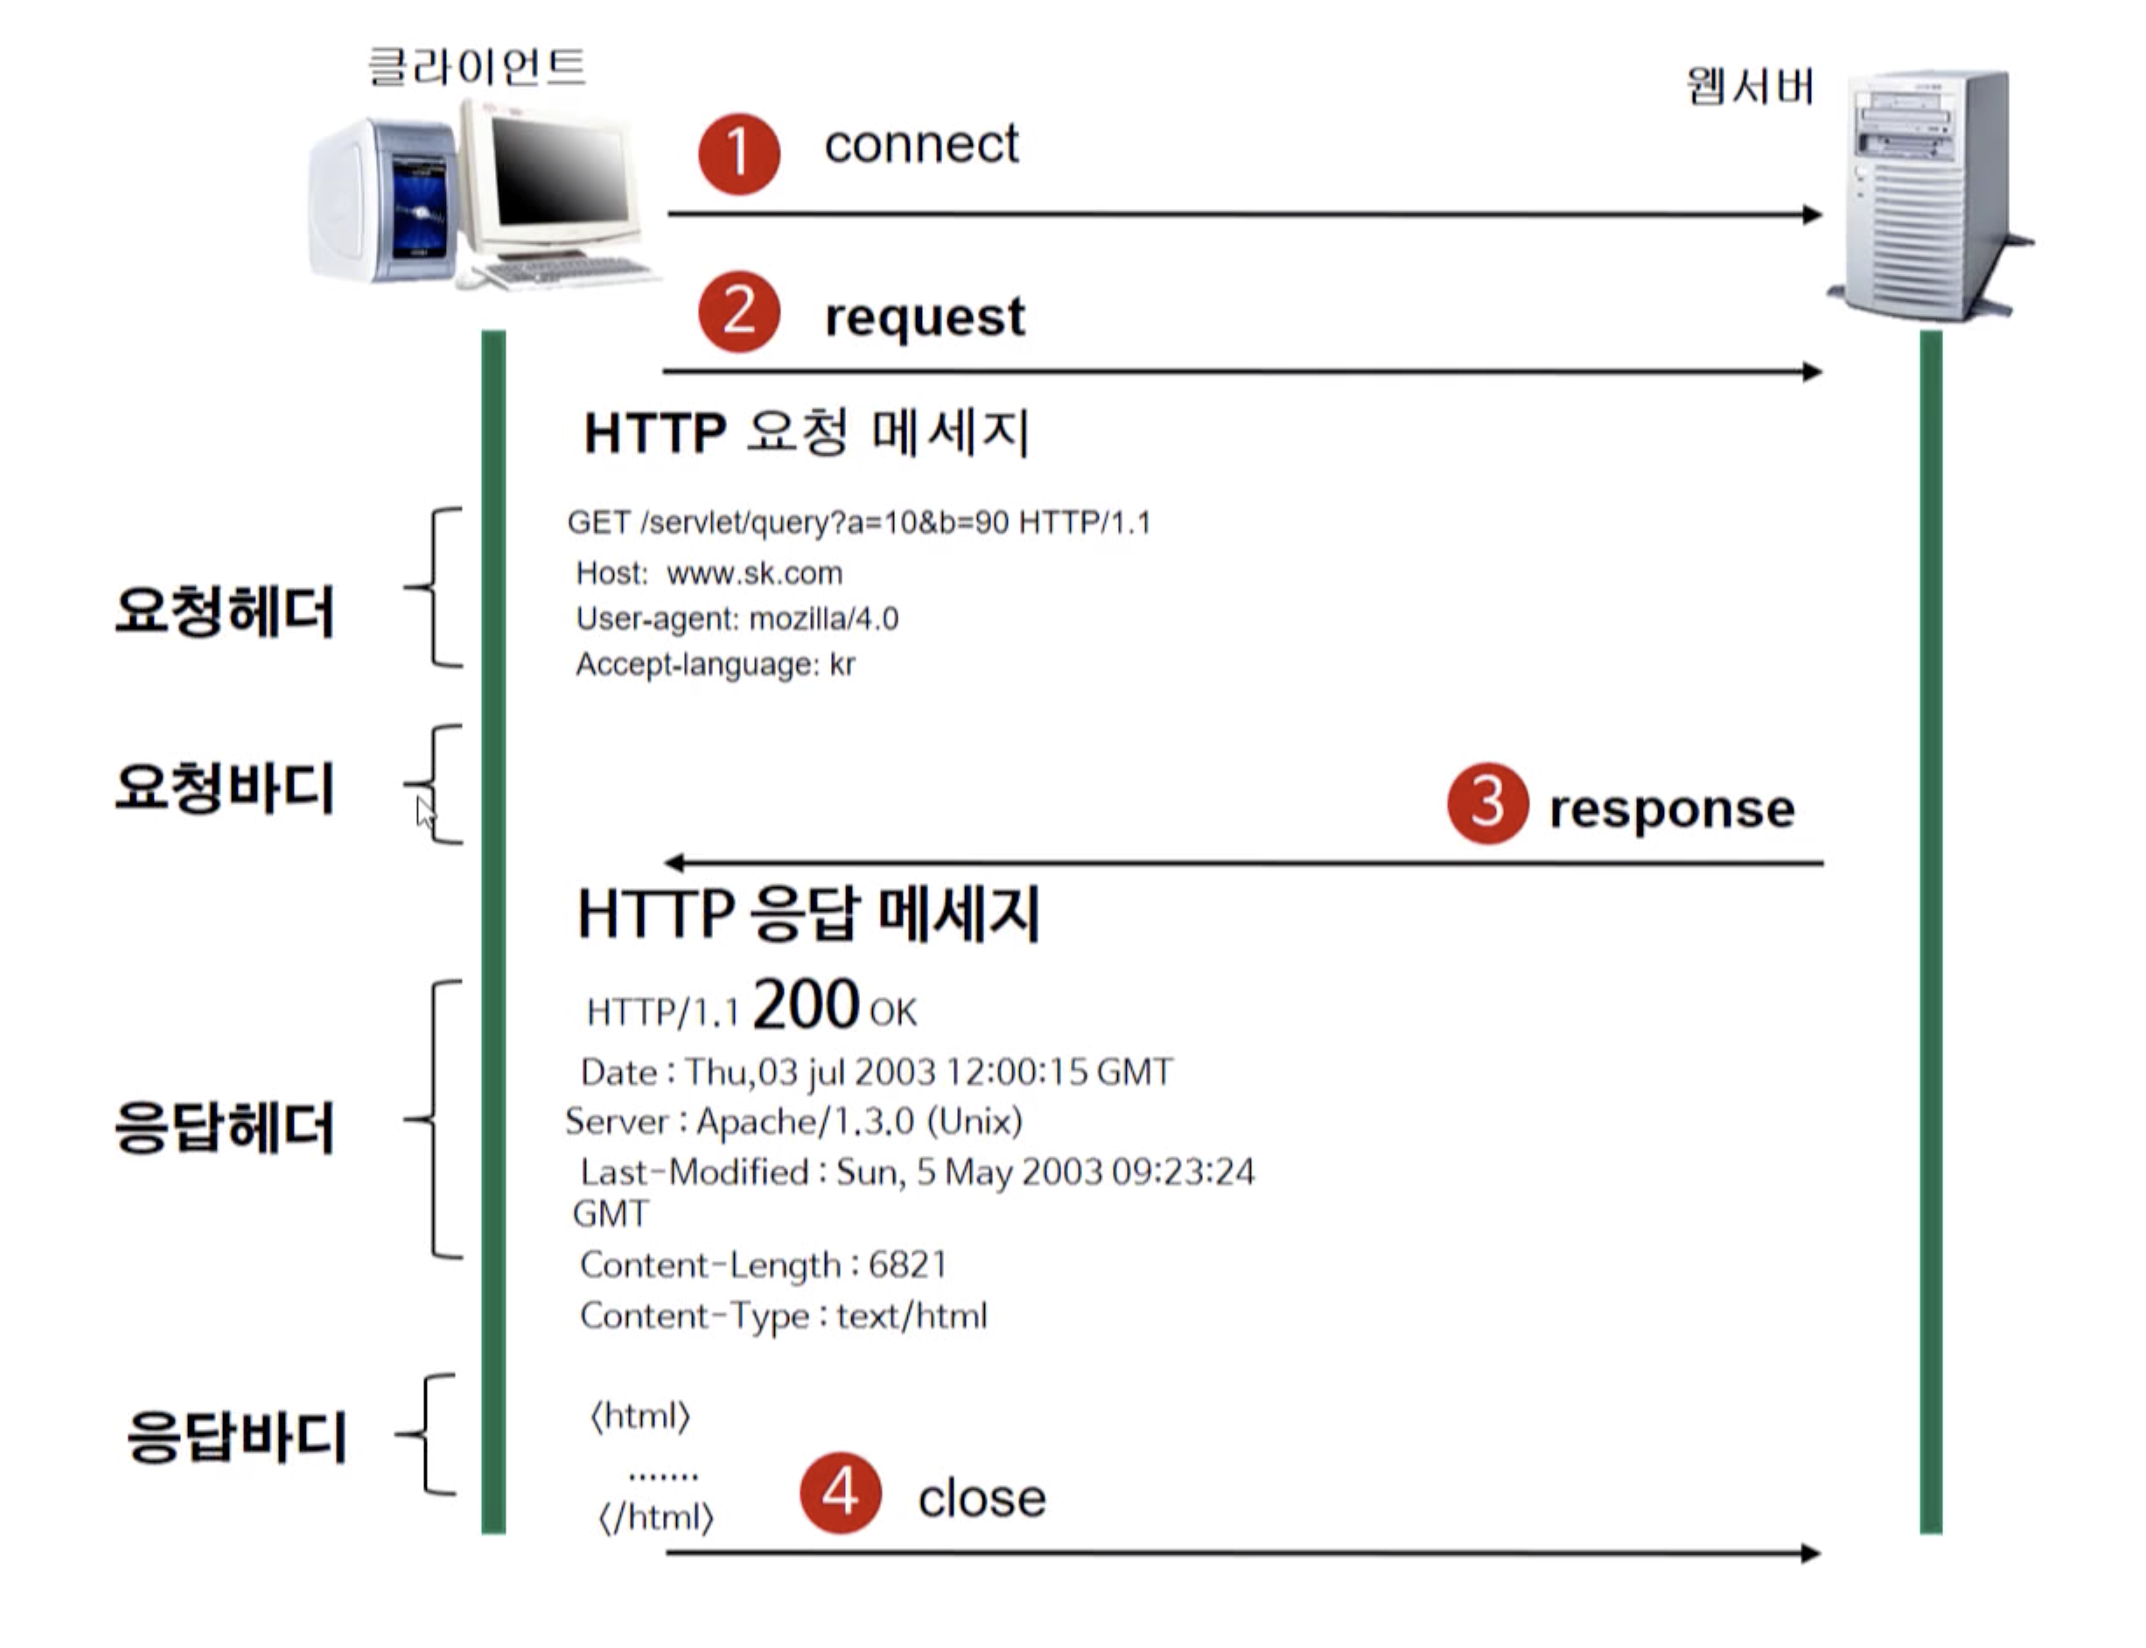 클라이언트
웹서버
1 connect
2 request
HTTP 요청 메세지
요청헤더
GET /servlet/query?a=10&b=90 HTTP/1.1
Host: www.sk.com
User-agent: mozilla/4.0
Accept-language: kr
요청바디
3 response
HTTP 응답 메세지
응답헤더
HTTP/1.1 200 OK
Date : Thu,03 jul 2003 12:00:15 GMT
Server : Apache/1.3.0 (Unix)
Last-Modified : Sun, 5 May 2003 09:23:24
GMT
Content-Length : 6821
Content-Type : text/html
응답바디
〈html〉
.......
〈/html〉
4 close